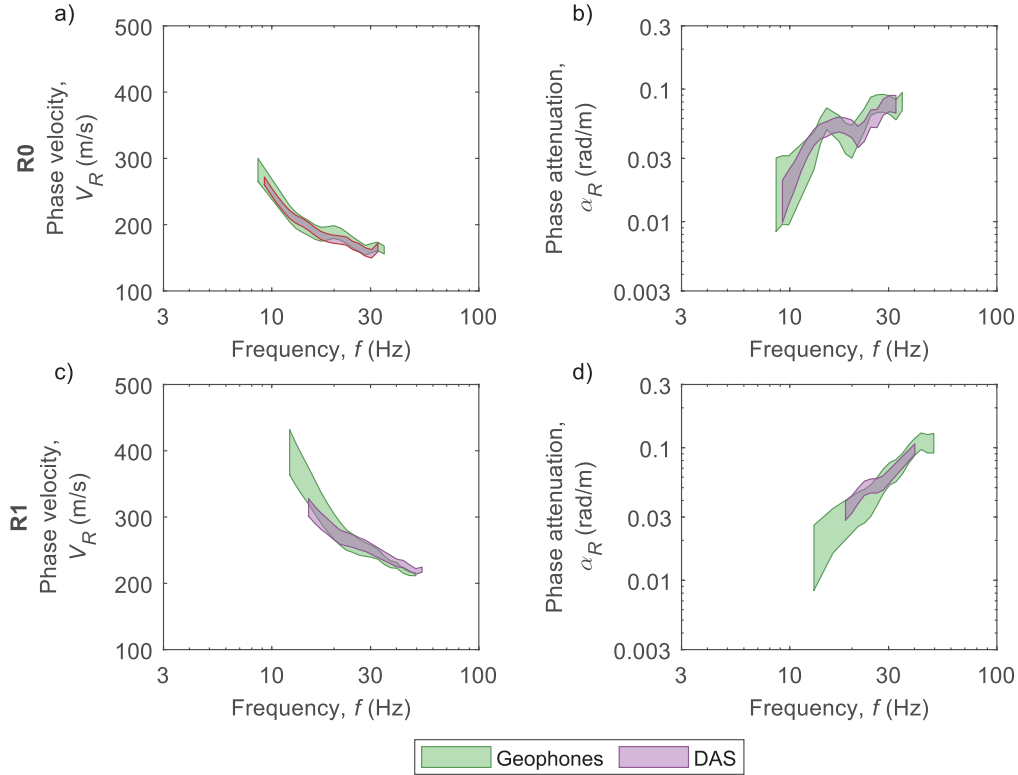 a)
500
400
300
200
100
3
10
30
100
R0
Phase velocity,
V_R (m/s)
Frequency, f (Hz)
b)
0.3
0.1
0.03
0.01
0.003
3
10
30
100
Phase attenuation,
α_R (rad/m)
Frequency, f (Hz)
c)
500
400
300
200
100
3
10
30
100
R1
Phase velocity,
V_R (m/s)
Frequency, f (Hz)
d)
0.3
0.1
0.03
0.01
0.003
3
10
30
100
Phase attenuation,
α_R (rad/m)
Frequency, f (Hz)
Geophones
DAS